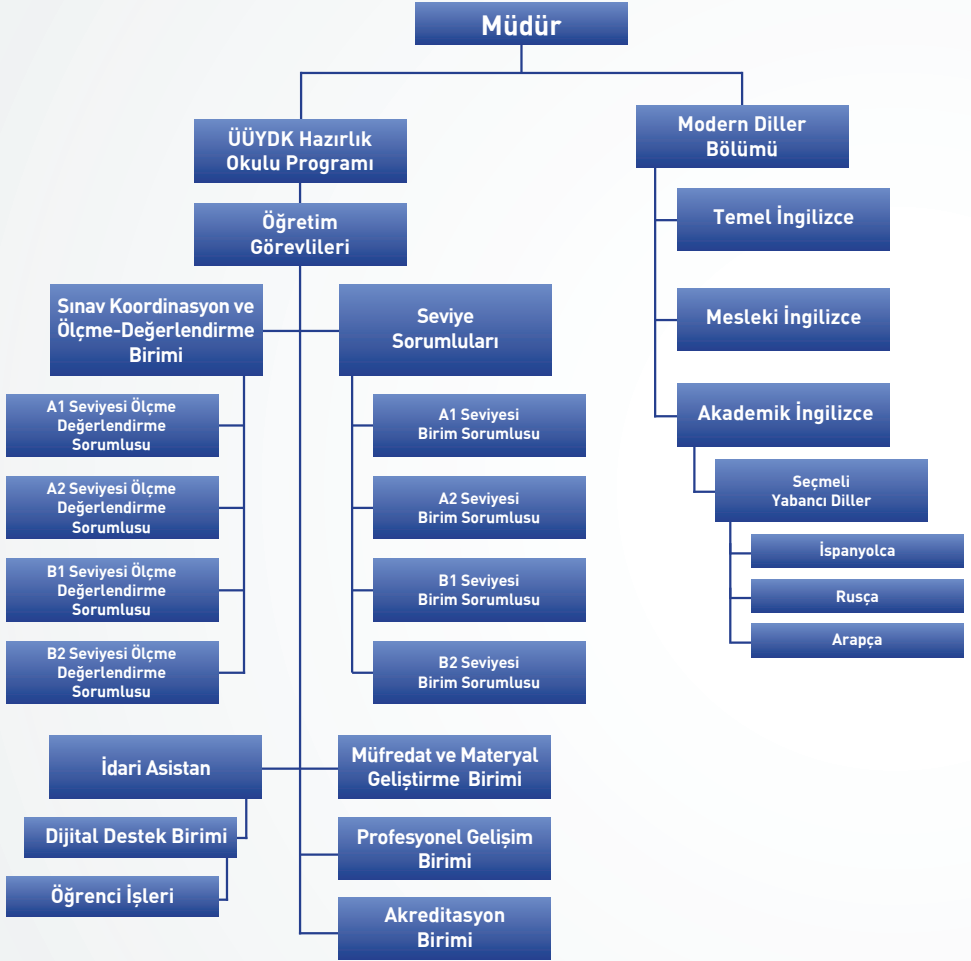 Müdür
ÜÜYDK Hazırlık
Okulu Programı
Öğretim
Görevlileri
Sınav Koordinasyon ve
Ölçme-Değerlendirme
Birimi
A1 Seviyesi Ölçme
Değerlendirme
Sorumlusu
A2 Seviyesi Ölçme
Değerlendirme
Sorumlusu
B1 Seviyesi Ölçme
Değerlendirme
Sorumlusu
B2 Seviyesi Ölçme
Değerlendirme
Sorumlusu
Seviye
Sorumluları
A1 Seviyesi
Birim Sorumlusu
A2 Seviyesi
Birim Sorumlusu
B1 Seviyesi
Birim Sorumlusu
B2 Seviyesi
Birim Sorumlusu
İdari Asistan
Dijital Destek Birimi
Öğrenci İşleri
Müfredat ve Materyal
Geliştirme Birimi
Profesyonel Gelişim
Birimi
Akreditasyon
Birimi
Modern Diller
Bölümü
Temel İngilizce
Mesleki İngilizce
Akademik İngilizce
Seçmeli
Yabancı Diller
İspanyolca
Rusça
Arapça